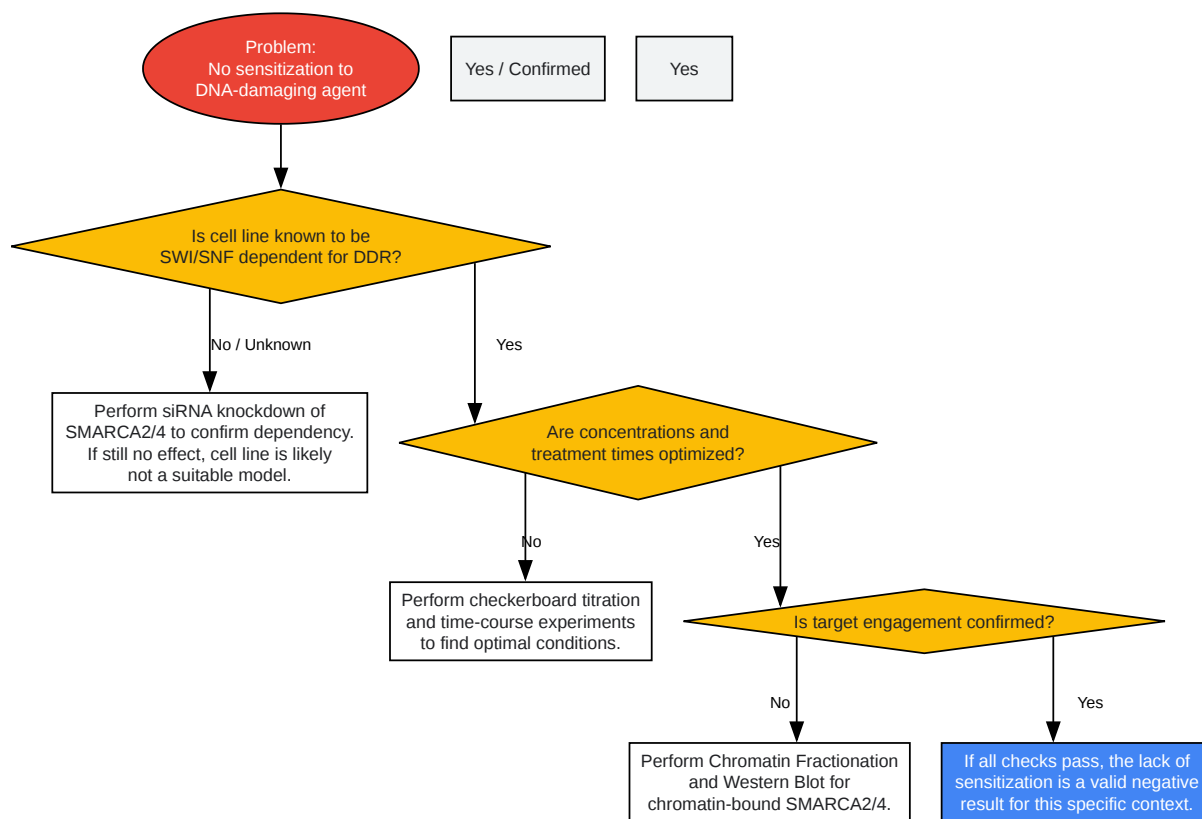 Problem:
No sensitization to
DNA-damaging agent
Yes / Confirmed
Yes
Is cell line known to be
SWI/SNF dependent for DDR?
No / Unknown
Yes
Perform siRNA knockdown of
SMARCA2/4 to confirm dependency.
If still no effect, cell line is likely
not a suitable model.
Are concentrations and
treatment times optimized?
No
Yes
Perform checkerboard titration
and time-course experiments
to find optimal conditions.
Is target engagement confirmed?
No
Yes
Perform Chromatin Fractionation
and Western Blot for
chromatin-bound SMARCA2/4.
If all checks pass, the lack of
sensitization is a valid negative
result for this specific context.